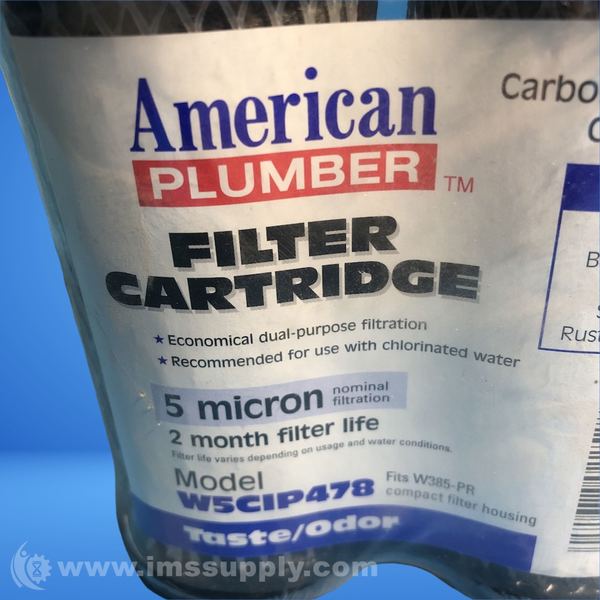 American
PLUMBER™
FILTER
CARTRIDGE
★ Economical dual-purpose filtration
★ Recommended for use with chlorinated water
5 micron nominal filtration
2 month filter life
Filter life varies depending on usage and water conditions.
Model
W5CIP478
Fits W385-PR
compact filter housing
Taste/Odor
Rust
www.imssupply.com